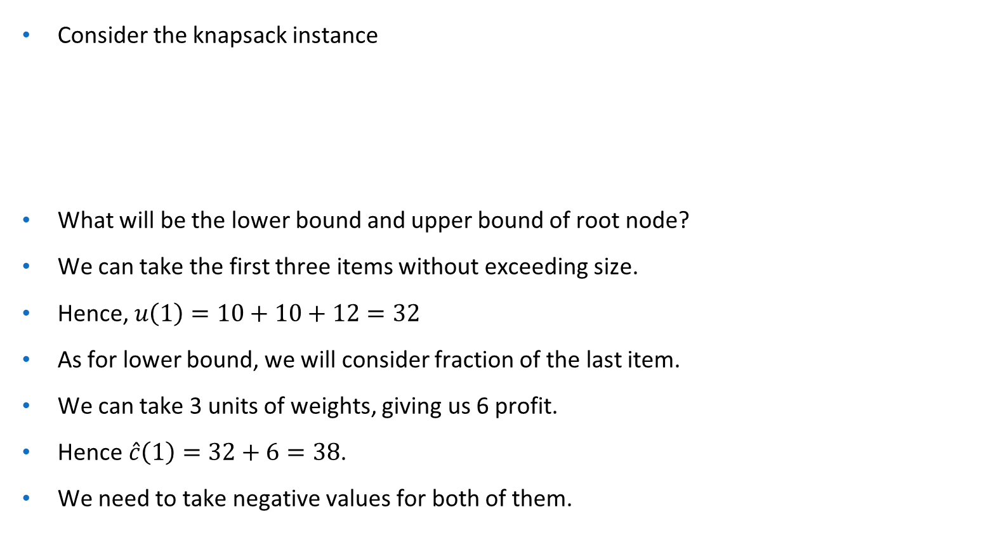 • Consider the knapsack instance
• What will be the lower bound and upper bound of root node?
• We can take the first three items without exceeding size.
• Hence, 𝑢(1) = 10 + 10 + 12 = 32
• As for lower bound, we will consider fraction of the last item.
• We can take 3 units of weights, giving us 6 profit.
• Hence 𝑐̂(1) = 32 + 6 = 38.
• We need to take negative values for both of them.